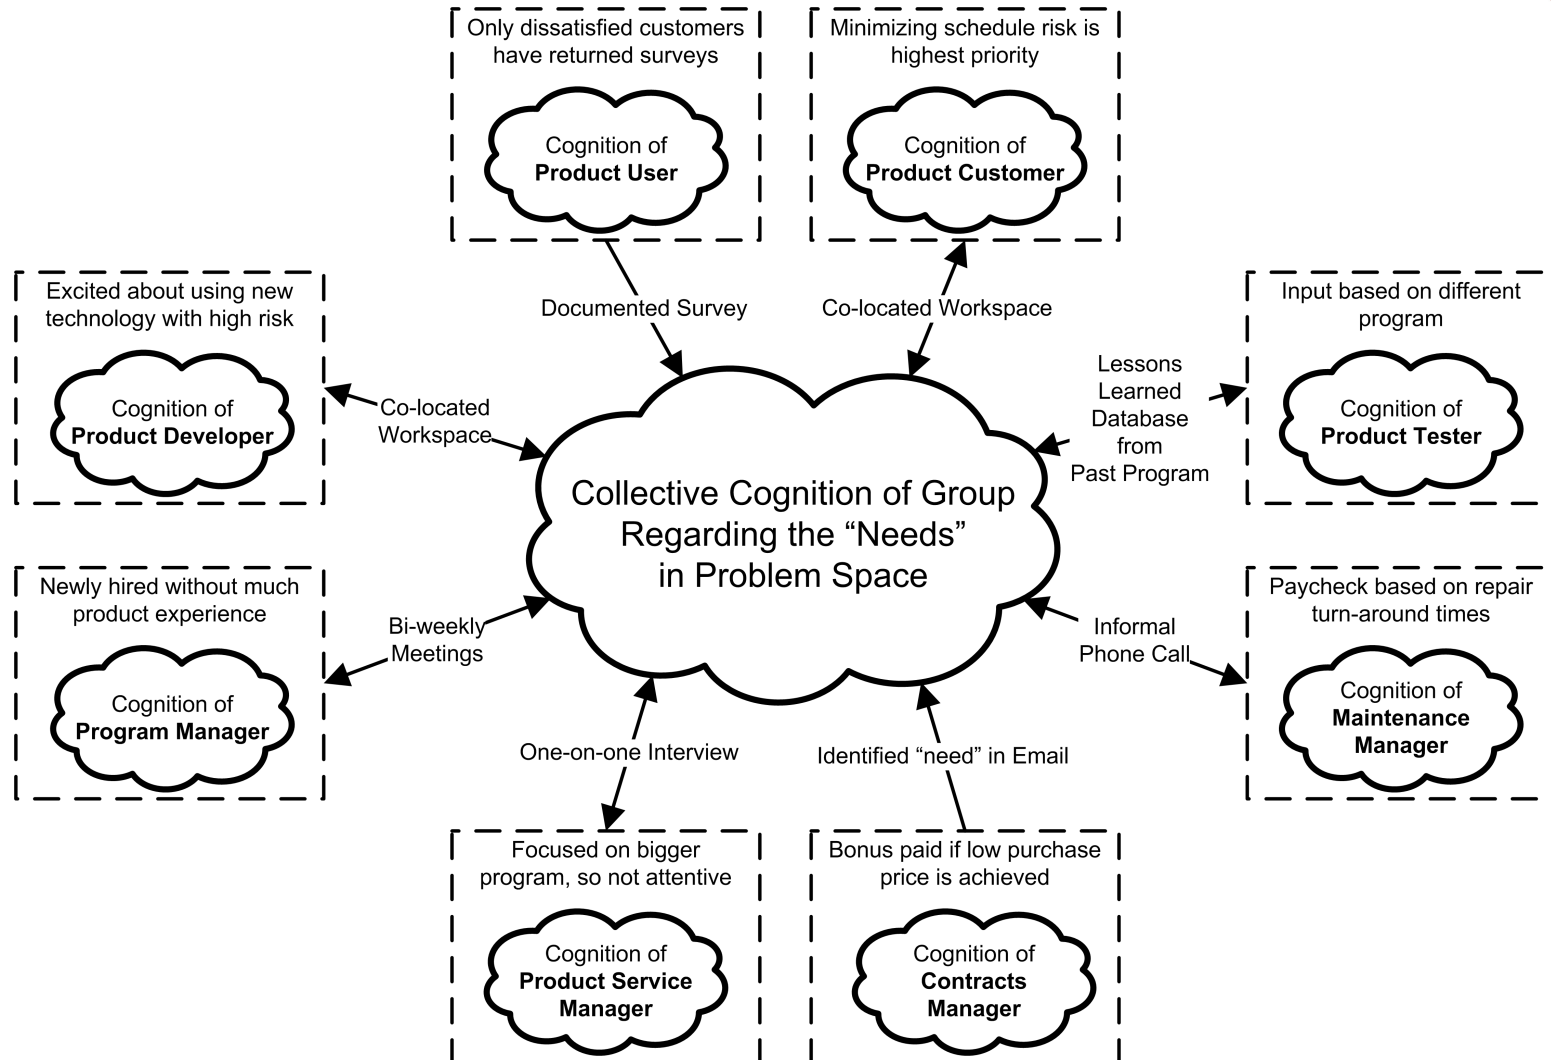 Only dissatisfied customers
have returned surveys
Cognition of
Product User
Minimizing schedule risk is
highest priority
Cognition of
Product Customer
Documented Survey
Co-located Workspace
Excited about using new
technology with high risk
Cognition of
Product Developer
Co-located
Workspace
Input based on different
program
Cognition of
Product Tester
Lessons
Learned
Database
from
Past Program
Collective Cognition of Group
Regarding the “Needs”
in Problem Space
Newly hired without much
product experience
Cognition of
Program Manager
Bi-weekly
Meetings
Informal
Phone Call
Paycheck based on repair
turn-around times
Cognition of
Maintenance
Manager
One-on-one Interview
Identified “need” in Email
Focused on bigger
program, so not attentive
Cognition of
Product Service
Manager
Bonus paid if low purchase
price is achieved
Cognition of
Contracts
Manager